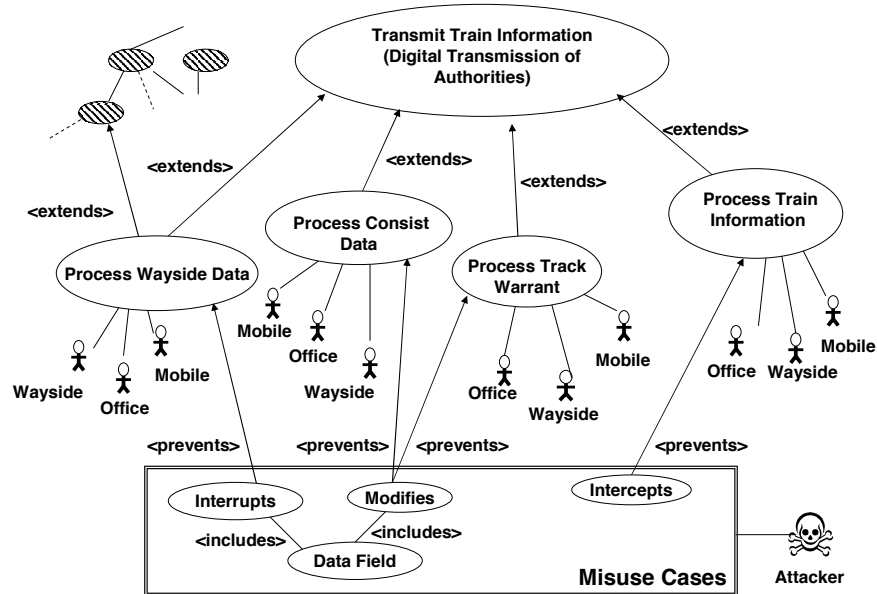 Transmit Train Information
(Digital Transmission of
Authorities)
<extends>
<extends>
<extends>
<extends>
<extends>
Process Train
Information
Process Consist
Data
Process Wayside Data
Process Track
Warrant
Mobile
Office
Wayside
Wayside
Office
Mobile
Office
Wayside
Mobile
Office
Wayside
Mobile
<prevents>
<prevents>
<prevents>
<prevents>
Interrupts
Modifies
Intercepts
<includes>
<includes>
Data Field
Misuse Cases
Attacker